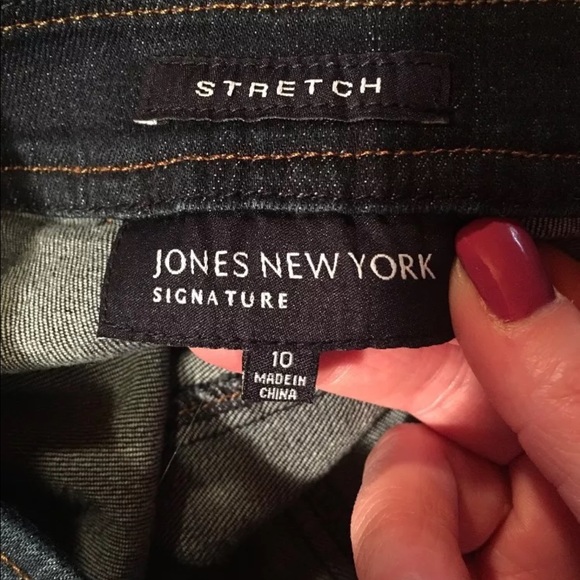 STRETCH
JONES NEW YORK
SIGNATURE
10
MADE IN
CHINA